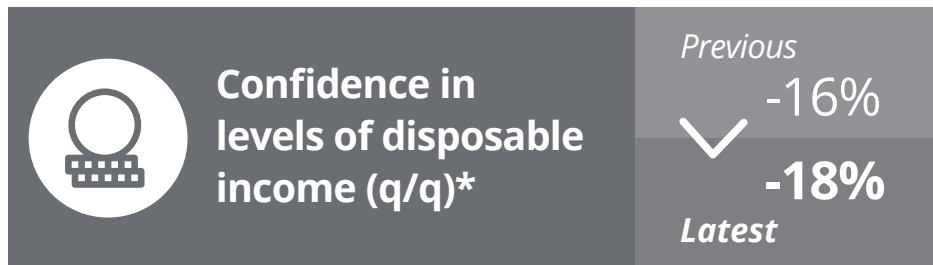 Confidence in
levels of disposable
income (q/q)*
Previous
-16%
-18%
Latest